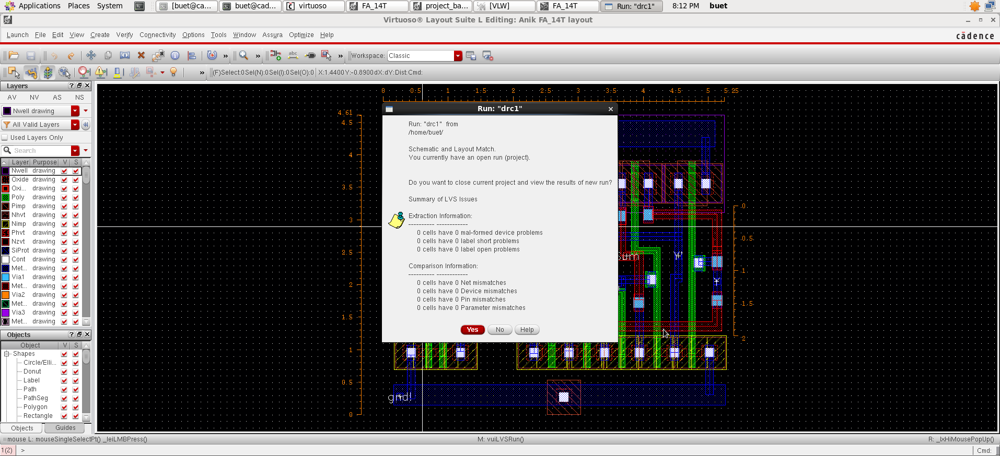 Applications Places System [buet@ca... buet@cad... virtuoso FA_14T project_ba... [VLW] FA_14T Run: "drc1" 8:12 PM buet
Virtuoso® Layout Suite L Editing: Anik FA_14T layout
Launch File Edit View Create Verify Connectivity Options Tools Window Assura Optimize Help
cādence
» » » Workspace: Classic
» (F)Select:0 Sel(N):0 Sel(I):0 Sel(O):0 X:1.4400 Y:-0.8900 dX: dY: Dist: Cmd:
Layers
AV NV AS NS
Nwell drawing
All Valid Layers
Used Layers Only
Search
Layer Purpose V S
Nwell drawing
Oxide drawing
Oxi... drawing
Poly drawing
Pimp drawing
Nhvt drawing
Nimp drawing
Phvt drawing
Nzvt drawing
SiProt drawing
Cont drawing
Met... drawing
Via1 drawing
Met... drawing
Via2 drawing
Met... drawing
Via3 drawing
Met... drawing
Objects
Object V S
Shapes
Circle/Elli...
Donut
Label
Path
PathSeg
Polygon
Rectangle
Objects Guides
0 0.5 1 1.5 2 2.5 3 3.5 4 4.5 5 5.25
4.61
4.5
4
3.5
3
2.5
2
1.5
1
0.5
0
Run: "drc1"
Run: "drc1" from
/home/buet/
Schematic and Layout Match.
You currently have an open run (project).
Do you want to close current project and view the results of new run?
Summary of LVS Issues
Extraction Information:
---------- ------------
0 cells have 0 mal-formed device problems
0 cells have 0 label short problems
0 cells have 0 label open problems
Comparison Information:
---------- ------------
0 cells have 0 Net mismatches
0 cells have 0 Device mismatches
0 cells have 0 Pin mismatches
0 cells have 0 Parameter mismatches
Yes No Help
Sum
gnd!
0
0.5
1
1.5
2
mouse L: mouseSingleSelectPt() _leiLMBPress() M: vuiLVSRun() R: _lxHiMousePopUp()
1(2) > Cmd: